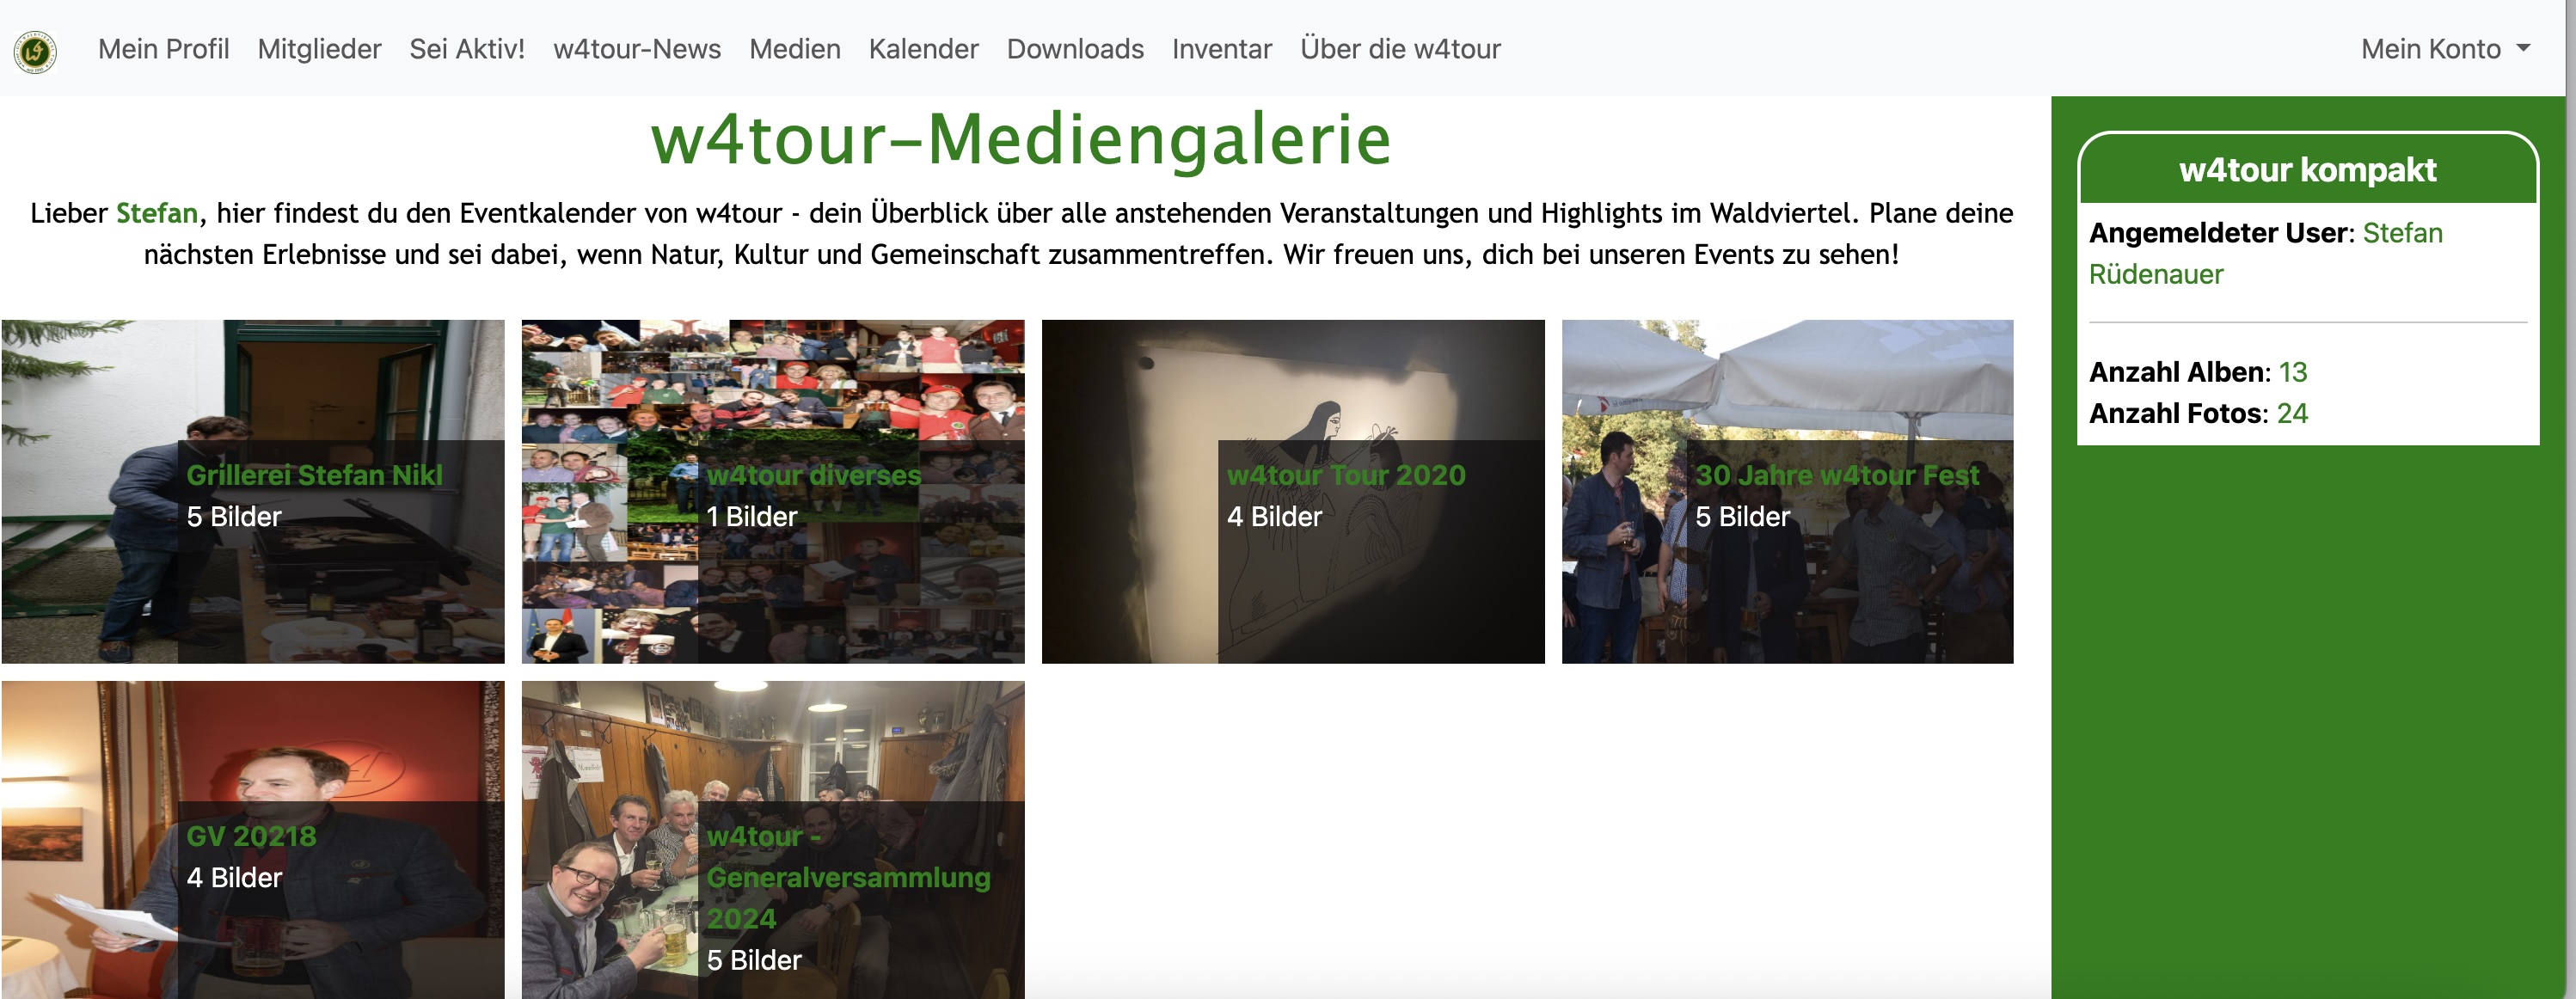 Mein Profil Mitglieder Sei Aktiv! w4tour-News Medien Kalender Downloads Inventar Über die w4tour Mein Konto
w4tour-Mediengalerie
Lieber Stefan, hier findest du den Eventkalender von w4tour - dein Überblick über alle anstehenden Veranstaltungen und Highlights im Waldviertel. Plane deine
nächsten Erlebnisse und sei dabei, wenn Natur, Kultur und Gemeinschaft zusammentreffen. Wir freuen uns, dich bei unseren Events zu sehen!
Grillerei Stefan Nikl
5 Bilder
w4tour diverses
1 Bilder
w4tour Tour 2020
4 Bilder
30 Jahre w4tour Fest
5 Bilder
GV 20218
4 Bilder
w4tour -
Generalversammlung
2024
5 Bilder
w4tour kompakt
Angemeldeter User: Stefan
Rüdenauer
Anzahl Alben: 13
Anzahl Fotos: 24